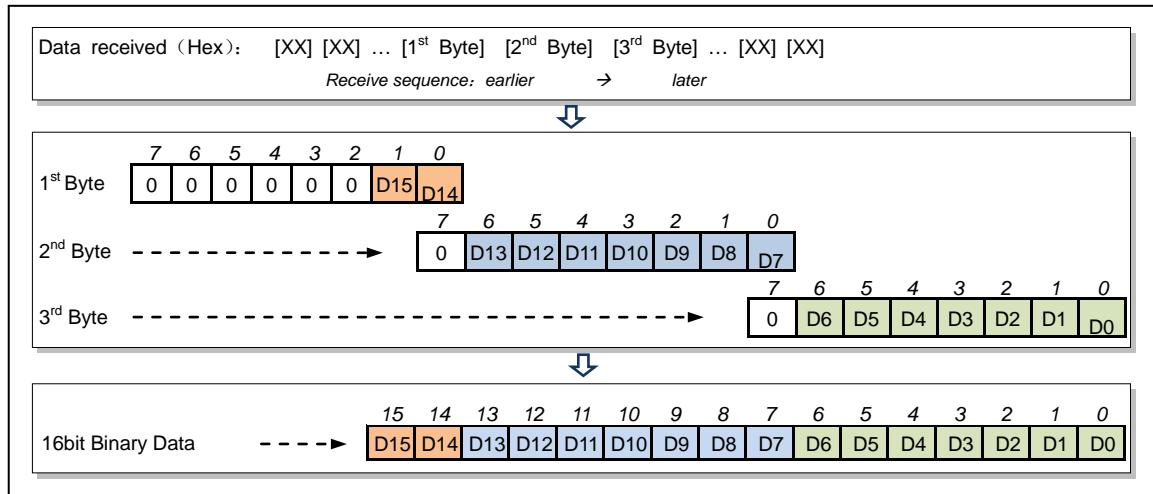 Data received（Hex）： [XX] [XX] … [1st Byte] [2nd Byte] [3rd Byte] … [XX] [XX]
Receive sequence：earlier → later
7 6 5 4 3 2 1 0
1st Byte 0 0 0 0 0 0 D15 D14
7 6 5 4 3 2 1 0
2nd Byte 0 D13 D12 D11 D10 D9 D8 D7
7 6 5 4 3 2 1 0
3rd Byte 0 D6 D5 D4 D3 D2 D1 D0
15 14 13 12 11 10 9 8 7 6 5 4 3 2 1 0
16bit Binary Data D15 D14 D13 D12 D11 D10 D9 D8 D7 D6 D5 D4 D3 D2 D1 D0